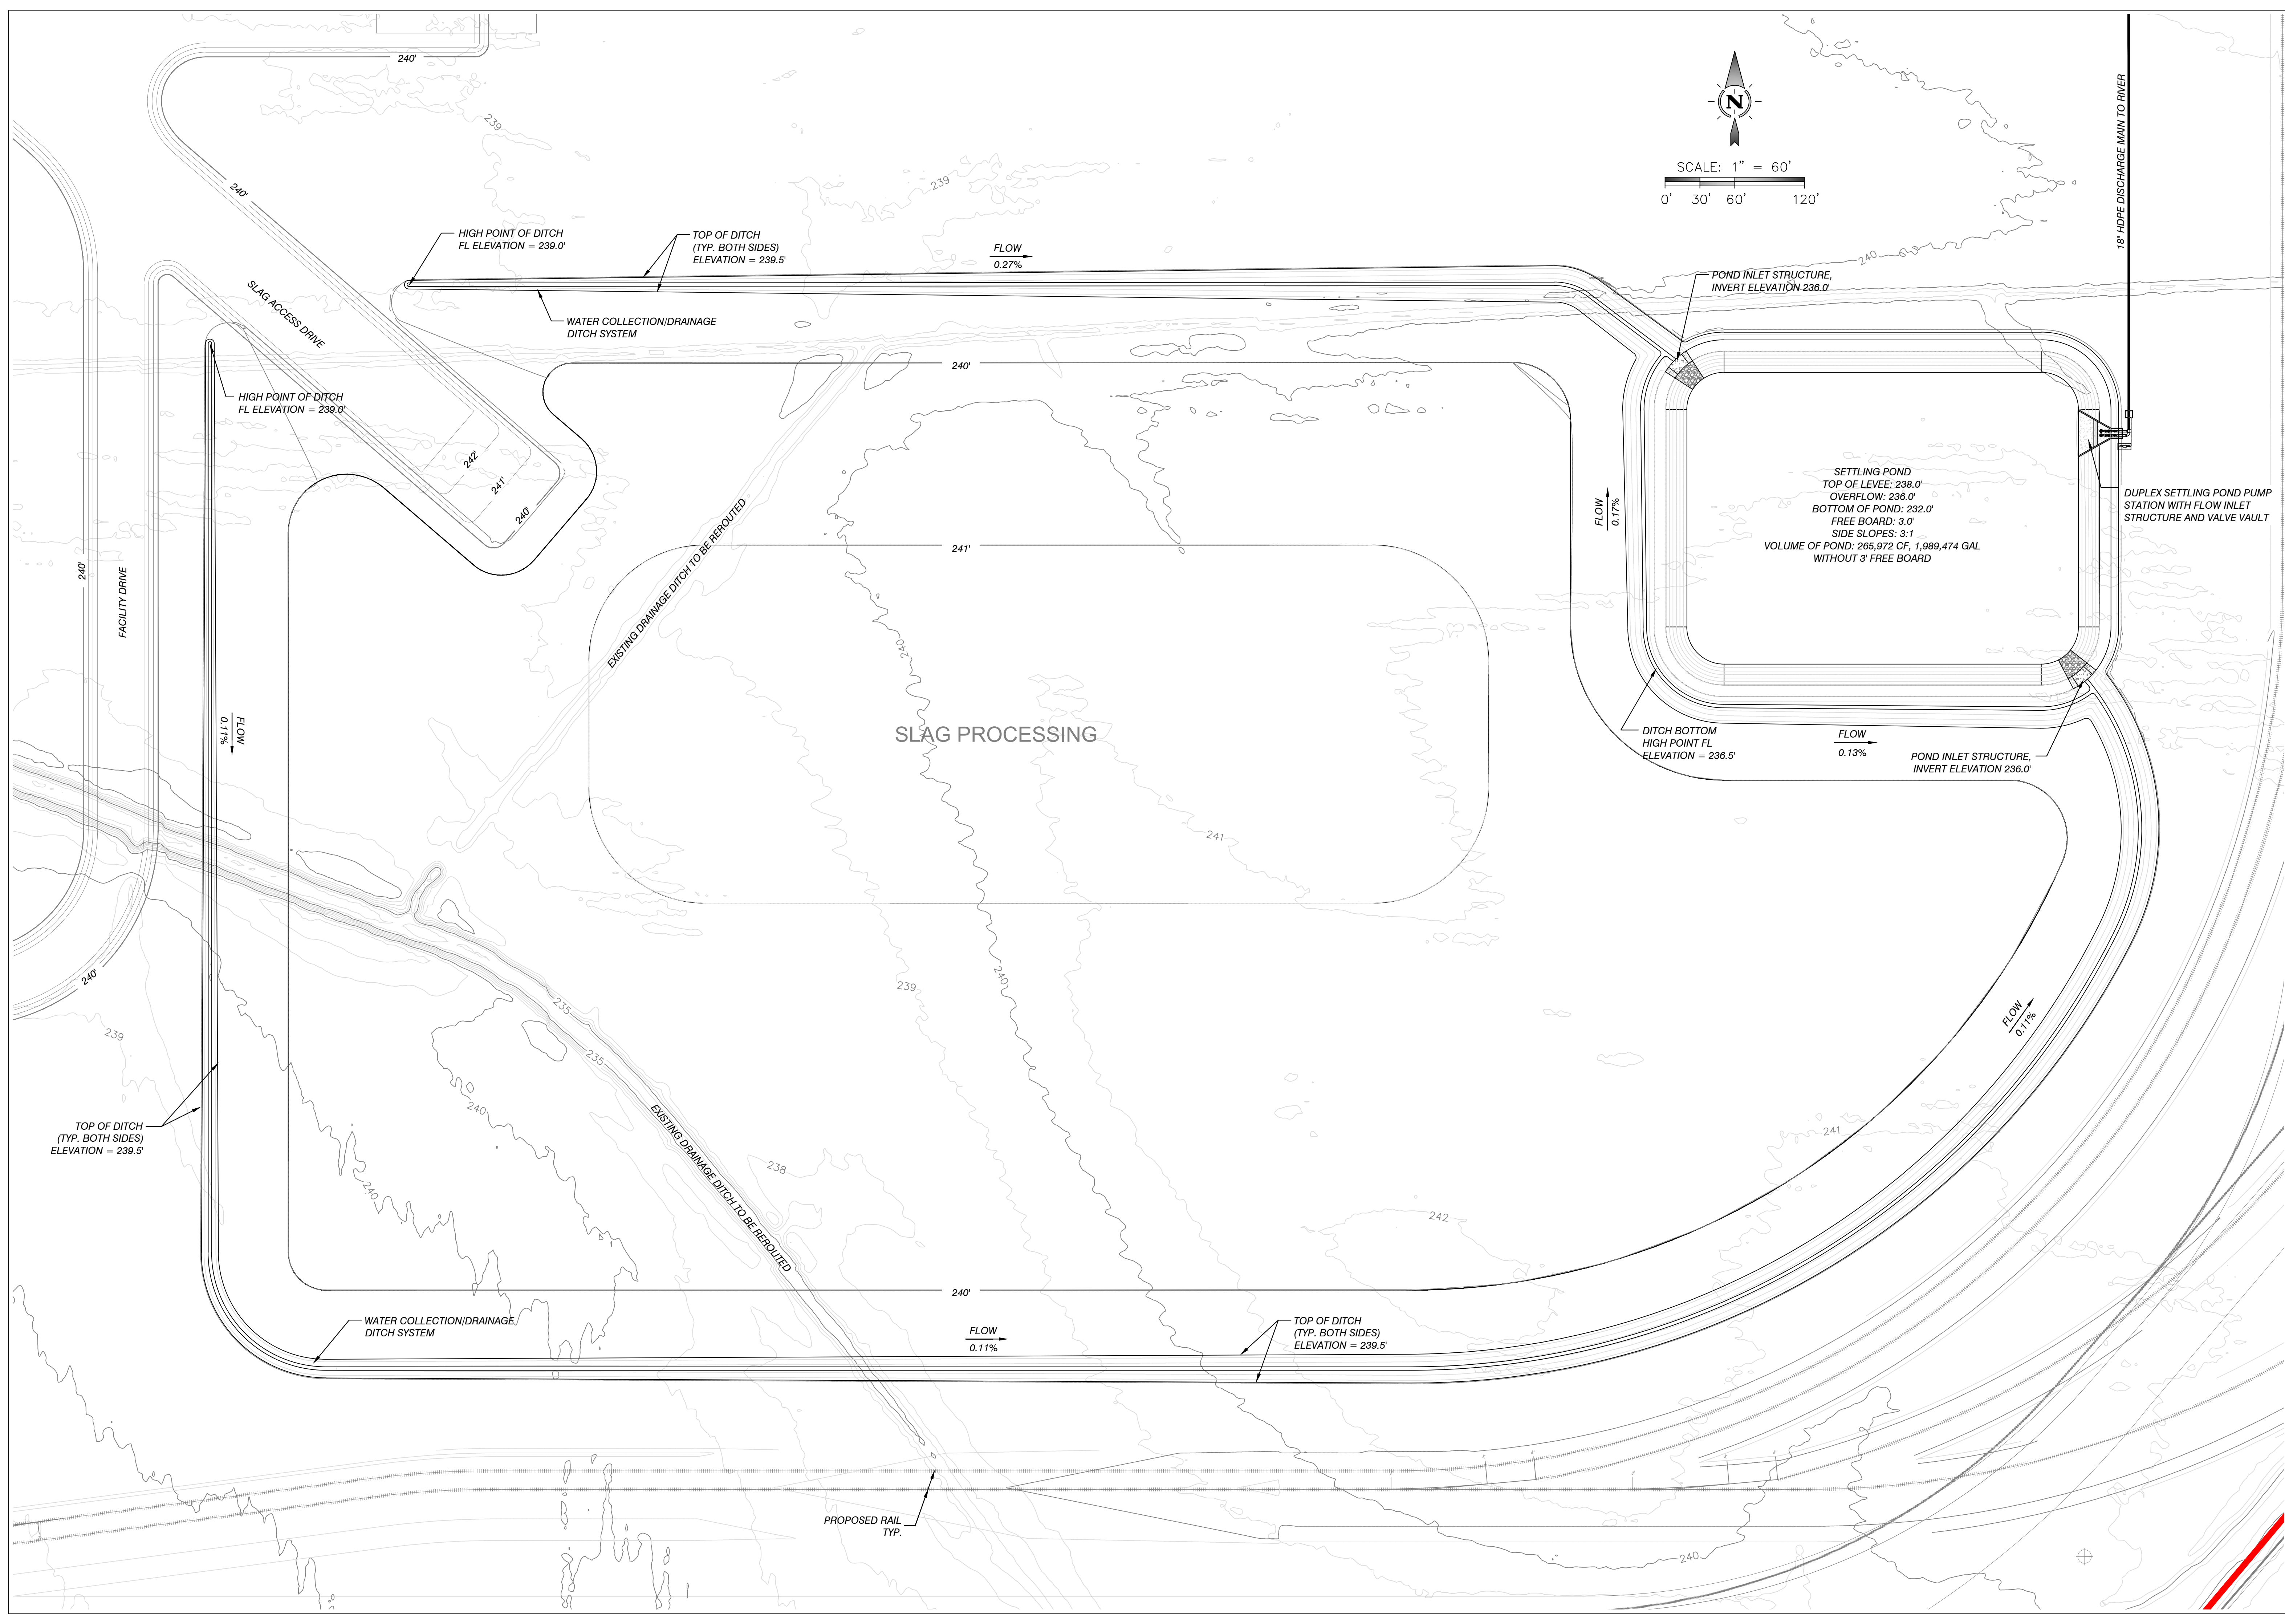 240'
239
239
240'
N
SCALE: 1" = 60'
0' 30' 60' 120'
18" HDPE DISCHARGE MAIN TO RIVER
HIGH POINT OF DITCH
FL ELEVATION = 239.0'
TOP OF DITCH
(TYP. BOTH SIDES)
ELEVATION = 239.5'
FLOW
0.27%
240
POND INLET STRUCTURE,
INVERT ELEVATION 236.0'
SLAG ACCESS DRIVE
WATER COLLECTION/DRAINAGE
DITCH SYSTEM
240'
HIGH POINT OF DITCH
FL ELEVATION = 239.0'
242'
241'
240'
EXISTING DRAINAGE DITCH TO BE REROUTED
241'
FLOW
0.17%
SETTLING POND
TOP OF LEVEE: 238.0'
OVERFLOW: 236.0'
BOTTOM OF POND: 232.0'
FREE BOARD: 3.0'
SIDE SLOPES: 3:1
VOLUME OF POND: 265,972 CF, 1,989,474 GAL
WITHOUT 3' FREE BOARD
DUPLEX SETTLING POND PUMP
STATION WITH FLOW INLET
STRUCTURE AND VALVE VAULT
240'
FACILITY DRIVE
240
FLOW
0.11%
SLAG PROCESSING
DITCH BOTTOM
HIGH POINT FL
ELEVATION = 236.5'
FLOW
0.13%
POND INLET STRUCTURE,
INVERT ELEVATION 236.0'
241
240'
239
240
235
239
235
FLOW
0.11%
240
TOP OF DITCH
(TYP. BOTH SIDES)
ELEVATION = 239.5'
EXISTING DRAINAGE DITCH TO BE REROUTED
241
238
240
242
240'
WATER COLLECTION/DRAINAGE
DITCH SYSTEM
FLOW
0.11%
TOP OF DITCH
(TYP. BOTH SIDES)
ELEVATION = 239.5'
PROPOSED RAIL
TYP.
240